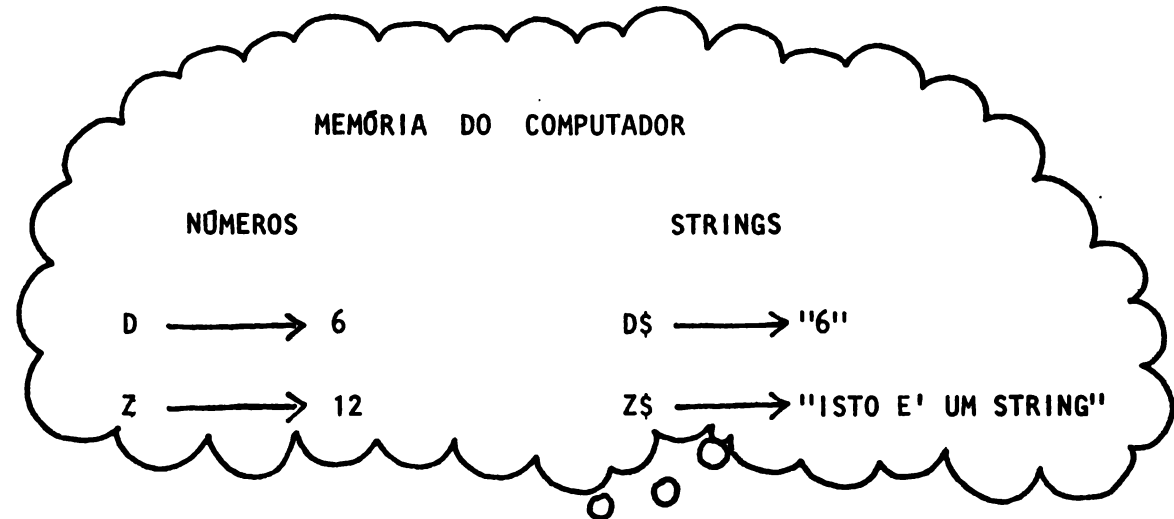 MEMÓRIA DO COMPUTADOR
NÚMEROS STRINGS
D 6 D$ "6"
Z 12 Z$ "ISTO E' UM STRING"